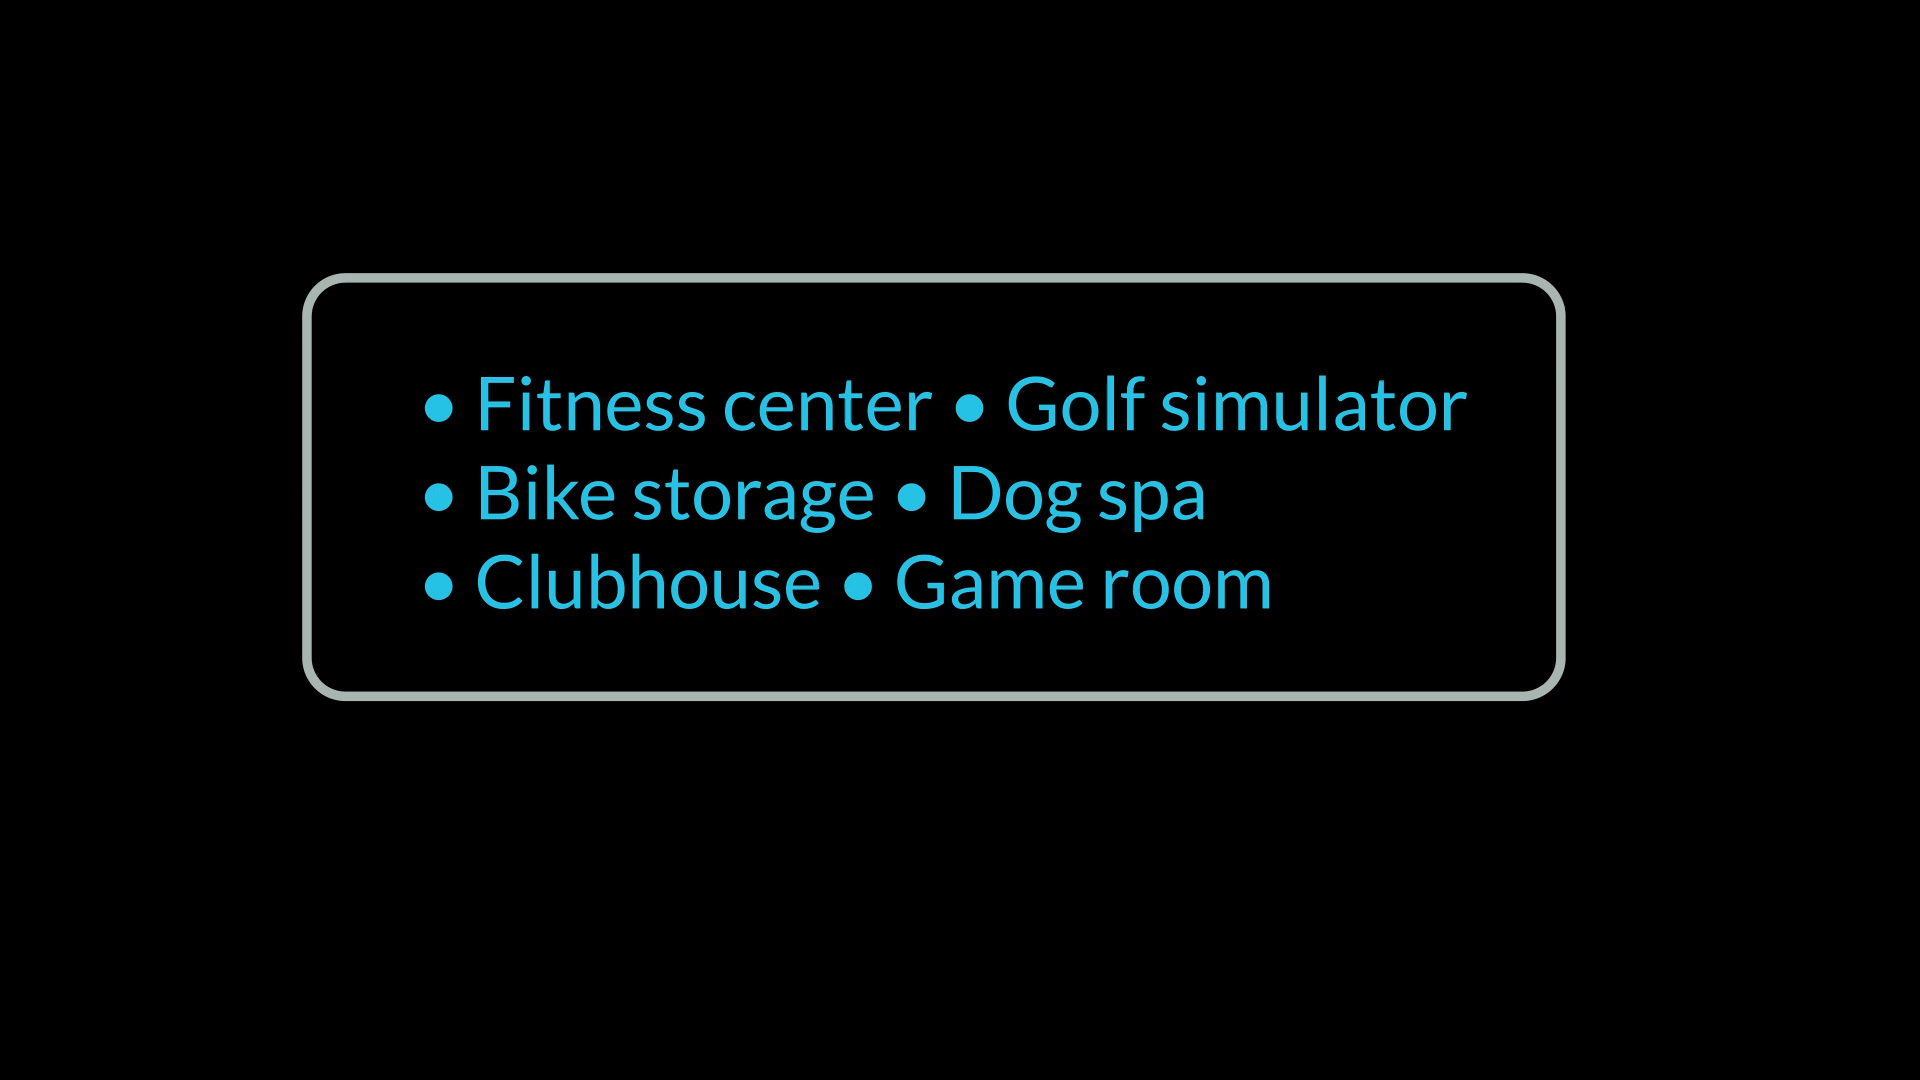 • Fitness center • Golf simulator
• Bike storage • Dog spa
• Clubhouse • Game room